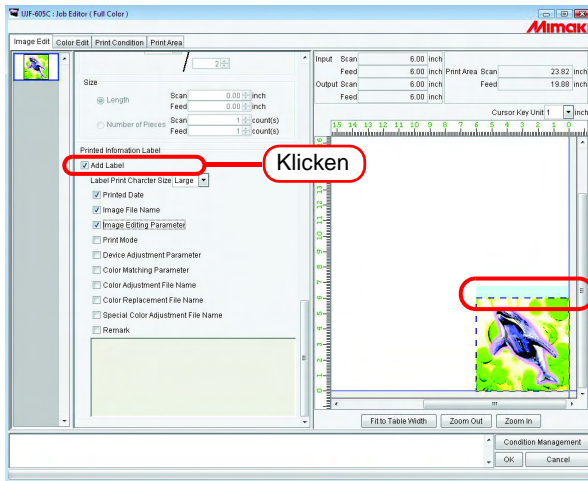 UJF-605C : Job Editor ( Full Color )
Mimaki
Image Edit Color Edit Print Condition Print Area
2
Size
Length Scan 0.00 inch
Feed 0.00 inch
Number of Pieces Scan 1 count(s)
Feed 1 count(s)
Printed Infomation Label
Add Label
Klicken
Label Print Charcter Size Large
Printed Date
Image File Name
Image Editing Parameter
Print Mode
Device Adjustment Parameter
Color Matching Parameter
Color Adjustment File Name
Color Replacement File Name
Special Color Adjustment File Name
Remark
Input Scan 6.00 inch
Feed 6.00 inch Print Area Scan 23.82 inch
Output Scan 6.00 inch Feed 19.88 inch
Feed 6.00 inch
Cursor Key Unit 1 inch
15 14 13 12 11 10 9 8 7 6 5 4 3 2 1 0
Fit to Table Width Zoom Out Zoom In
Condition Management
OK Cancel